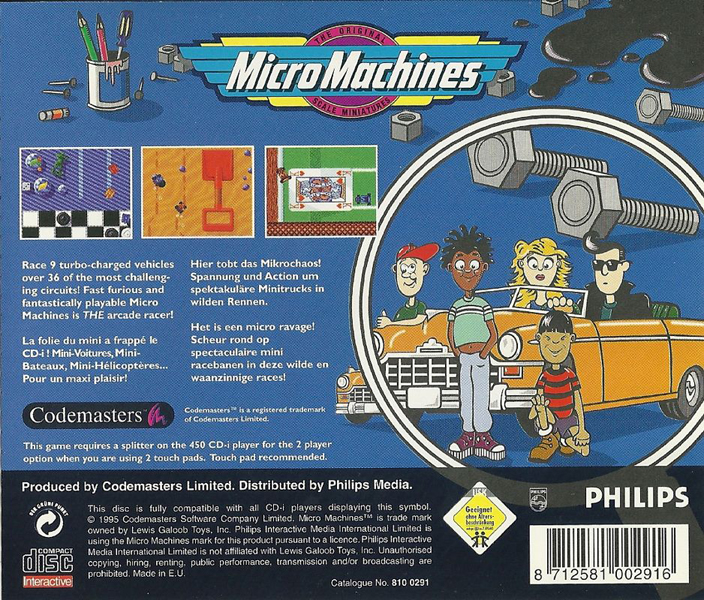 THE ORIGINAL
MicroMachines
SCALE MINIATURES
Race 9 turbo-charged vehicles
over 36 of the most challeng-
ing circuits! Fast furious and
fantastically playable Micro
Machines is THE arcade racer!
La folie du mini a frappé le
CD-i ! Mini-Voitures, Mini-
Bateaux, Mini-Hélicoptères...
Pour un maxi plaisir!
Hier tobt das Mikrochaos!
Spannung und Action um
spektakuläre Minitrucks in
wilden Rennen.
Het is een micro ravage!
Scheur rond op
spectaculaire mini
racebanen in deze wilde en
waanzinnige races!
Codemasters
Codemasters™ is a registered trademark
of Codemasters Limited.
This game requires a splitter on the 450 CD-i player for the 2 player
option when you are using 2 touch pads. Touch pad recommended.
Produced by Codemasters Limited. Distributed by Philips Media.
DER GRÜNE PUNKT
This disc is fully compatible with all CD-i players displaying this symbol.
© 1995 Codemasters Software Company Limited. Micro Machines™ is trade mark
owned by Lewis Galoob Toys, Inc. Philips Interactive Media International Limited is
using the Micro Machines mark for this product pursuant to a licence. Philips Interactive
Media International Limited is not affiliated with Lewis Galoob Toys, Inc. Unauthorised
copying, hiring, renting, public performance, transmission and/or broadcasting are
prohibited. Made in E.U.
Catalogue No. 810 0291
COMPACT
disc
Interactive
USK
Geeignet
ohne Alters-
beschränkung
PHILIPS
PHILIPS
8 712581 002916